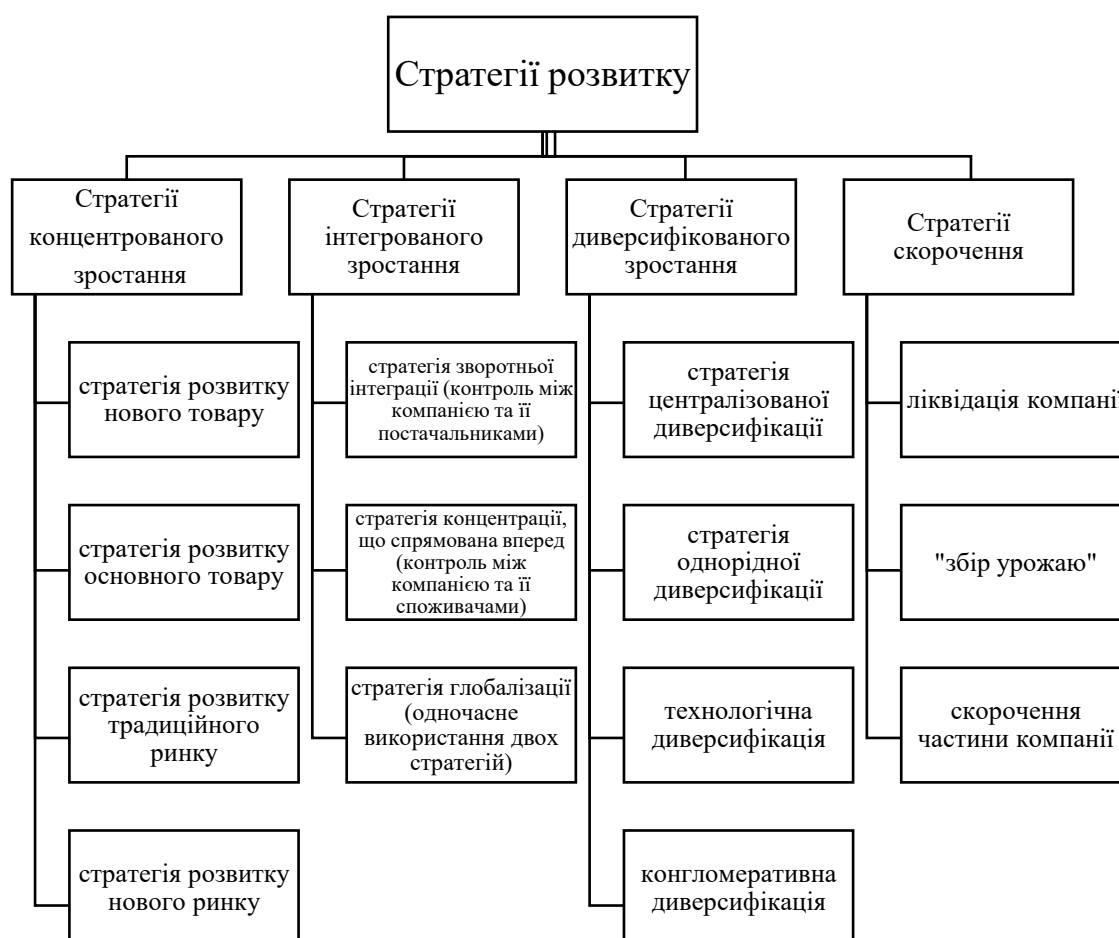 Стратегії розвитку
Стратегії
концентрованого
зростання
стратегія розвитку
нового товару
стратегія розвитку
основного товару
стратегія розвитку
традиційного
ринку
стратегія розвитку
нового ринку
Стратегії
інтегрованого
зростання
стратегія зворотньої
інтеграції (контроль між
компанією та її
постачальниками)
стратегія концентрації,
що спрямована вперед
(контроль між
компанією та її
споживачами)
стратегія глобалізації
(одночасне
використання двох
стратегій)
Стратегії
диверсифікованого
зростання
стратегія
централізованої
диверсифікації
стратегія
однорідної
диверсифікації
технологічна
диверсифікація
конгломеративна
диверсифікація
Стратегії
скорочення
ліквідація компанії
"збір урожаю"
скорочення
частини компанії